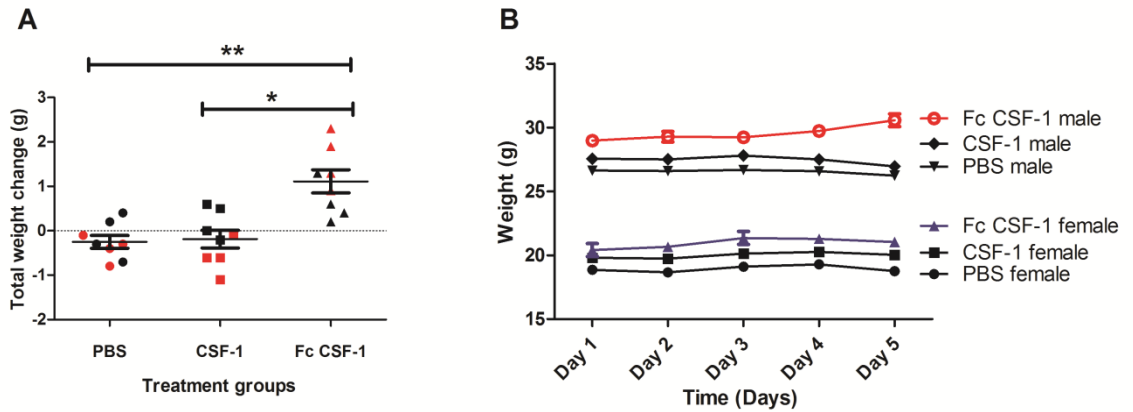 A
**
*
Total weight change (g)
3
2
1
0
-1
-2
PBS
CSF-1
Fc CSF-1
Treatment groups
B
Weight (g)
35
30
25
20
15
Day 1
Day 2
Day 3
Day 4
Day 5
Time (Days)
Fc CSF-1 male
CSF-1 male
PBS male
Fc CSF-1 female
CSF-1 female
PBS female